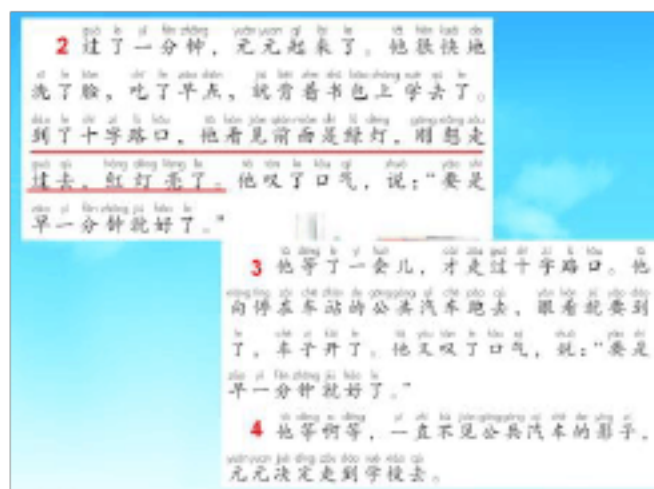 2 过了一分钟，元元起来了。他很快地
洗了脸，吃了早点，就背着书包上学去了。
到了十字路口，他看见前面是绿灯，刚想走
过去，红灯亮了。他叹了口气，说：“要是
早一分钟就好了。”
3 他等了一会儿，才走过十字路口。他
向停在车站的公共汽车跑去，眼看就要到
了，车子开了。他又叹了口气，说：“要是
早一分钟就好了。”
4 他等啊等，一直不见公共汽车的影子，
元元决定走到学校去。